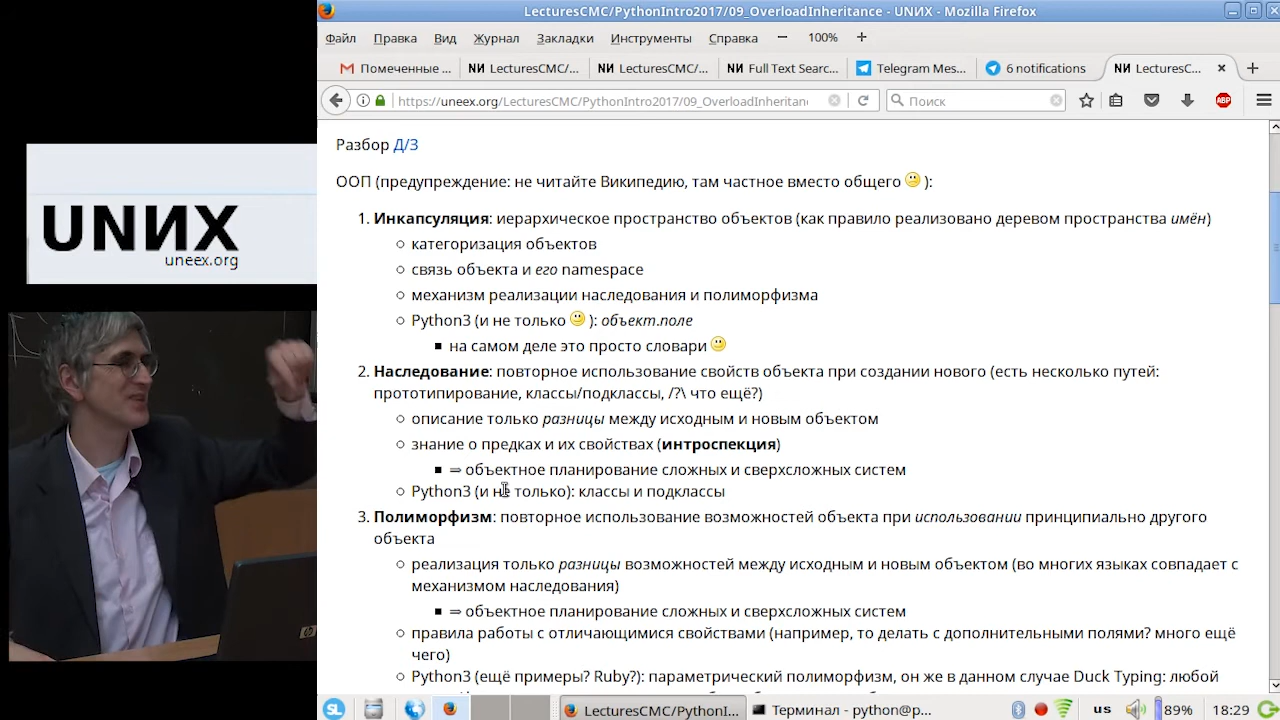 LecturesCMC/PythonIntro2017/09_OverloadInheritance - UNИX - Mozilla Firefox
Файл Правка Вид Журнал Закладки Инструменты Справка 100%
Помеченные ... LecturesCMC/... LecturesCMC/... Full Text Searc... Telegram Mes... 6 notifications LecturesC...
https://uneex.org/LecturesCMC/PythonIntro2017/09_OverloadInheritanc Поиск ABP
UNИX
uneex.org
hp
Разбор Д/З
ООП (предупреждение: не читайте Википедию, там частное вместо общего ):
1. Инкапсуляция: иерархическое пространство объектов (как правило реализовано деревом пространства имён)
категоризация объектов
связь объекта и его namespace
механизм реализации наследования и полиморфизма
Python3 (и не только ): объект.поле
на самом деле это просто словари
2. Наследование: повторное использование свойств объекта при создании нового (есть несколько путей:
прототипирование, классы/подклассы, /?\ что ещё?)
описание только разницы между исходным и новым объектом
знание о предках и их свойствах (интроспекция)
⇒ объектное планирование сложных и сверхсложных систем
Python3 (и не только): классы и подклассы
3. Полиморфизм: повторное использование возможностей объекта при использовании принципиально другого
объекта
реализация только разницы возможностей между исходным и новым объектом (во многих языках совпадает с
механизмом наследования)
⇒ объектное планирование сложных и сверхсложных систем
правила работы с отличающимися свойствами (например, то делать с дополнительными полями? много ещё
чего)
Python3 (ещё примеры? Ruby?): параметрический полиморфизм, он же в данном случае Duck Typing: любой
SL LecturesCMC/PythonI... Терминал - python@p... us 89% 18:29